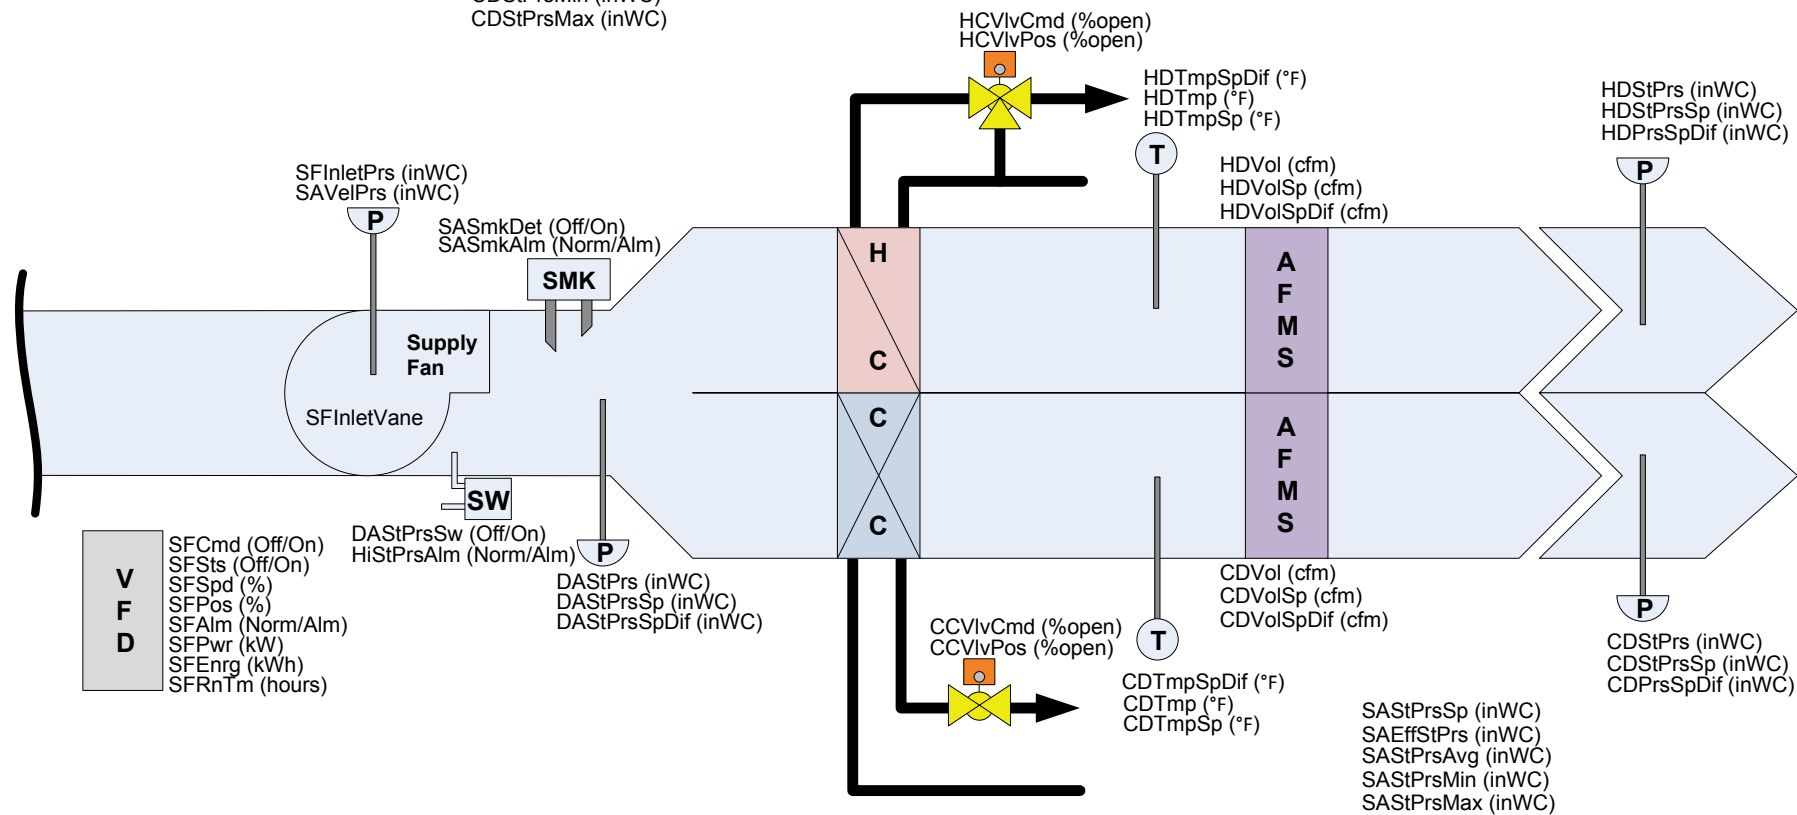 CDStPrsMin (inWC)
CDStPrsMax (inWC)
HCVlvCmd (%open)
HCVlvPos (%open)
HDTmpSpDif (°F)
HDTmp (°F)
HDTmpSp (°F)
T
HDStPrs (inWC)
HDStPrsSp (inWC)
HDPrsSpDif (inWC)
P
SFInletPrs (inWC)
SAVelPrs (inWC)
P
HDVol (cfm)
HDVolSp (cfm)
HDVolSpDif (cfm)
SASmkDet (Off/On)
SASmkAlm (Norm/Alm)
SMK
H
C
A
F
M
S
Supply
Fan
SFInletVane
C
C
A
F
M
S
SW
DAStPrsSw (Off/On)
HiStPrsAlm (Norm/Alm)
P
DAStPrs (inWC)
DAStPrsSp (inWC)
DAStPrsSpDif (inWC)
V
F
D
SFCmd (Off/On)
SFSts (Off/On)
SFSpd (%)
SFPos (%)
SFAlm (Norm/Alm)
SFPwr (kW)
SFEnrg (kWh)
SFRnTm (hours)
CCVlvCmd (%open)
CCVlvPos (%open)
T
CDTmpSpDif (°F)
CDTmp (°F)
CDTmpSp (°F)
CDVol (cfm)
CDVolSp (cfm)
CDVolSpDif (cfm)
P
CDStPrs (inWC)
CDStPrsSp (inWC)
CDPrsSpDif (inWC)
SAStPrsSp (inWC)
SAEffStPrs (inWC)
SAStPrsAvg (inWC)
SAStPrsMin (inWC)
SAStPrsMax (inWC)